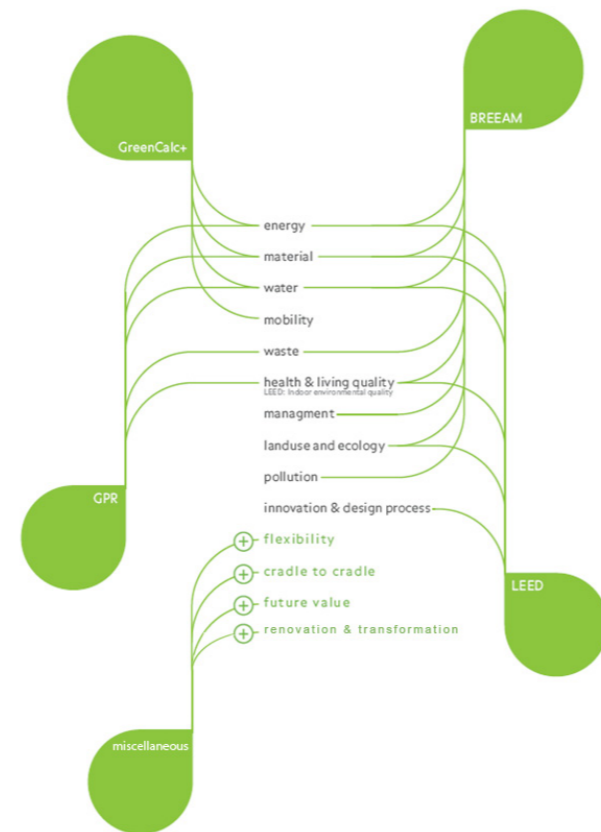 BREEAM
GreenCalc+
energy
material
water
mobility
waste
health & living quality
LEED: Indoor environmental quality
managment
landuse and ecology
pollution
GPR
innovation & design process
flexibility
cradle to cradle
LEED
future value
renovation & transformation
miscellaneous